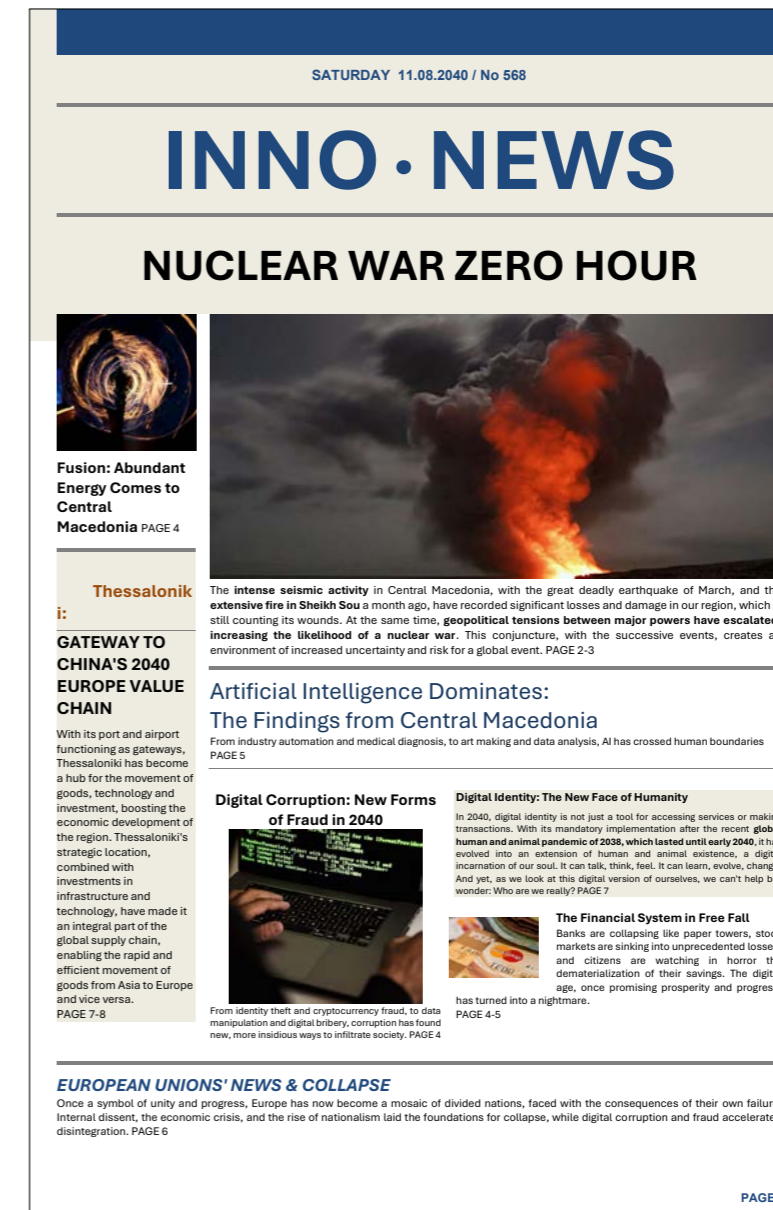 SATURDAY 11.08.2040 / No 568
INNO · NEWS
NUCLEAR WAR ZERO HOUR
Fusion: Abundant
Energy Comes to
Central
Macedonia PAGE 4
Thessalonik
i:
GATEWAY TO
CHINA'S 2040
EUROPE VALUE
CHAIN
With its port and airport
functioning as gateways,
Thessaloniki has become
a hub for the movement of
goods, technology and
investment, boosting the
economic development of
the region. Thessaloniki's
strategic location,
combined with
investments in
infrastructure and
technology, have made it
an integral part of the
global supply chain,
enabling the rapid and
efficient movement of
goods from Asia to Europe
and vice versa.
PAGE 7-8
The intense seismic activity in Central Macedonia, with the great deadly earthquake of March, and th
extensive fire in Sheikh Sou a month ago, have recorded significant losses and damage in our region, which
still counting its wounds. At the same time, geopolitical tensions between major powers have escalated
increasing the likelihood of a nuclear war. This conjuncture, with the successive events, creates a
environment of increased uncertainty and risk for a global event. PAGE 2-3
Artificial Intelligence Dominates:
The Findings from Central Macedonia
From industry automation and medical diagnosis, to art making and data analysis, AI has crossed human boundaries
PAGE 5
Digital Corruption: New Forms
of Fraud in 2040
From identity theft and cryptocurrency fraud, to data
manipulation and digital bribery, corruption has found
new, more insidious ways to infiltrate society. PAGE 4
Digital Identity: The New Face of Humanity
In 2040, digital identity is not just a tool for accessing services or makin
transactions. With its mandatory implementation after the recent glob
human and animal pandemic of 2038, which lasted until early 2040, it ha
evolved into an extension of human and animal existence, a digit
incarnation of our soul. It can talk, think, feel. It can learn, evolve, chang
And yet, as we look at this digital version of ourselves, we can't help b
wonder: Who are we really? PAGE 7
The Financial System in Free Fall
Banks are collapsing like paper towers, stoc
markets are sinking into unprecedented losse
and citizens are watching in horror th
dematerialization of their savings. The digit
age, once promising prosperity and progres
has turned into a nightmare.
PAGE 4-5
EUROPEAN UNIONS' NEWS & COLLAPSE
Once a symbol of unity and progress, Europe has now become a mosaic of divided nations, faced with the consequences of their own failur
Internal dissent, the economic crisis, and the rise of nationalism laid the foundations for collapse, while digital corruption and fraud accelerate
disintegration. PAGE 6
PAGE